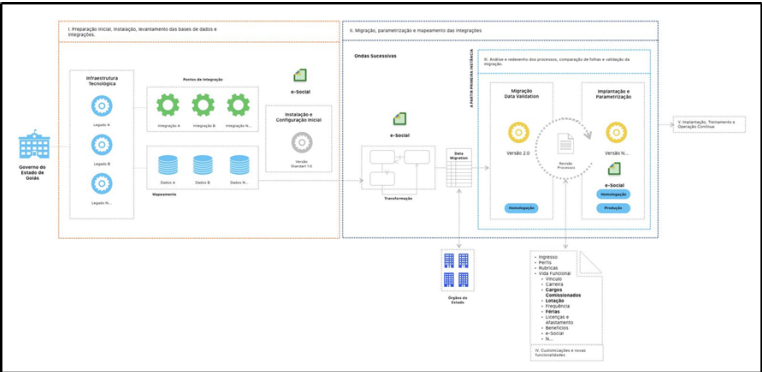 I. Preparação inicial, instalação, levantamento das bases de dados e
integrações.
II. Migração, parametrização e mapeamento das integrações
Ondas Sucessivas
A PARTIR PRIMEIRA INSTÂNCIA
III. Análise e redesenho dos processos, comparação de folhas e validação da
migração.
Infraestrutura
Tecnológica
Legado A
Legado B
Legado N...
Pontos de Integração
Integração A
Integração B
Integração N...
Dados A
Dados B
Dados N...
Mapeamento
e-Social
Instalação e
Configuração Inicial
Versão
Standart 1.0
Governo do
Estado de
Goiás
e-Social
Transformação
Data
Migration
Migração
Data Validation
Versão 2.0
Homologação
Revisão
Processos
Implantação e
Parametrização
Versão N...
e-Social
Homologação
Produção
V. Implantação, Treinamento e
Operação Contínua
Órgãos do
Estado
• Ingresso
• Perfis
• Rubricas
• Vida Funcional
• Vínculo
• Carreira
• Cargos
Comissionados
• Lotação
• Frequência
• Férias
• Licenças e
Afastamento
• Benefícios
• e-Social
• N...
IV. Customizações e novas
funcionalidades